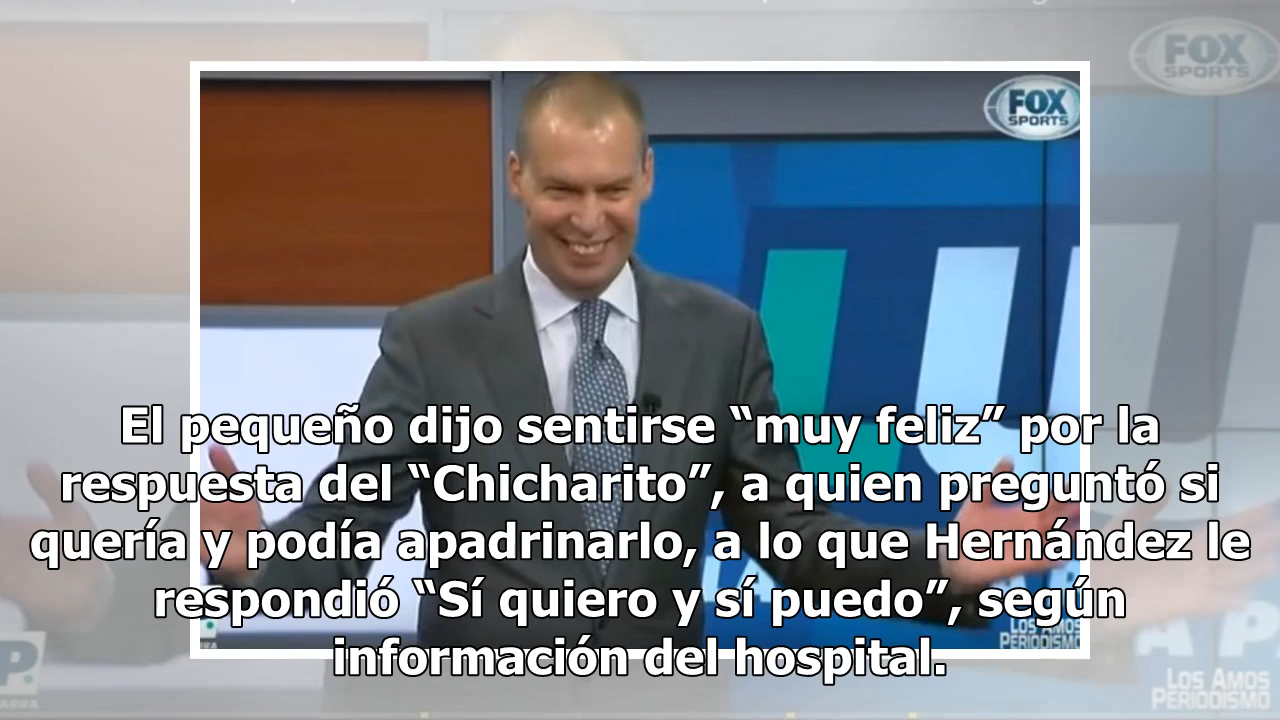 FOX
SPORTS
FOX
SPORTS
El pequeño dijo sentirse “muy feliz” por la
respuesta del “Chicharito”, a quien preguntó si
quería y podía apadrinarlo, a lo que Hernández le
respondió “Sí quiero y sí puedo”, según
información del hospital.
LOS AMOS
PERIODISMO
LOS AMOS
PERIODISMO